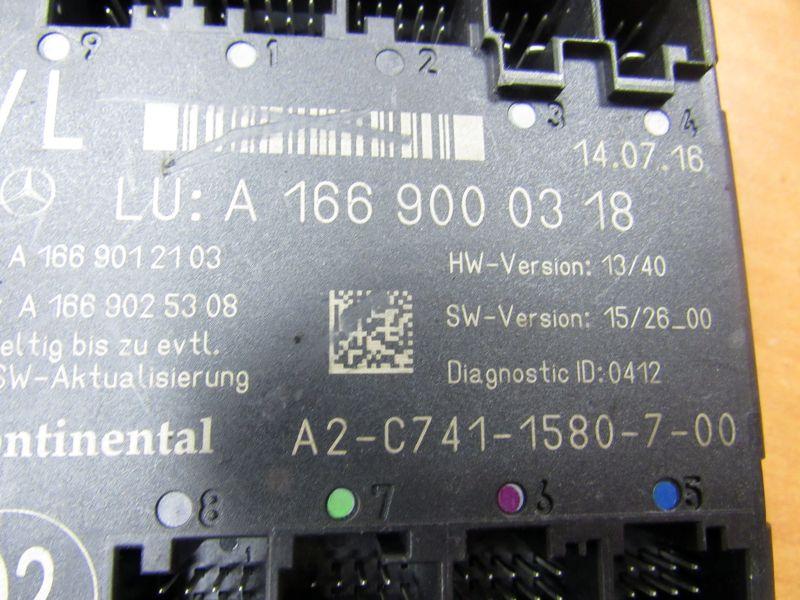 9 1 2
/L
3 4
14.07.16
LU: A 166 900 03 18
A 166 901 21 03
HW-Version: 13/40
A 166 902 53 08
SW-Version: 15/26_00
bis zu evtl.
SW-Aktualisierung
Diagnostic ID:0412
A2-C741-1580-7-00
8 7 6 5
1